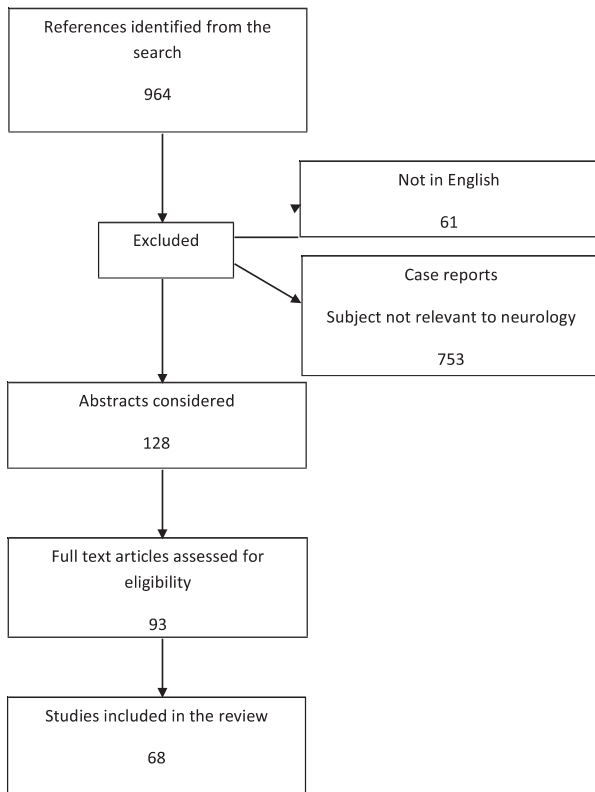 References identified from the
search
964
Not in English
61
Excluded
Case reports
Subject not relevant to neurology
753
Abstracts considered
128
Full text articles assessed for
eligibility
93
Studies included in the review
68